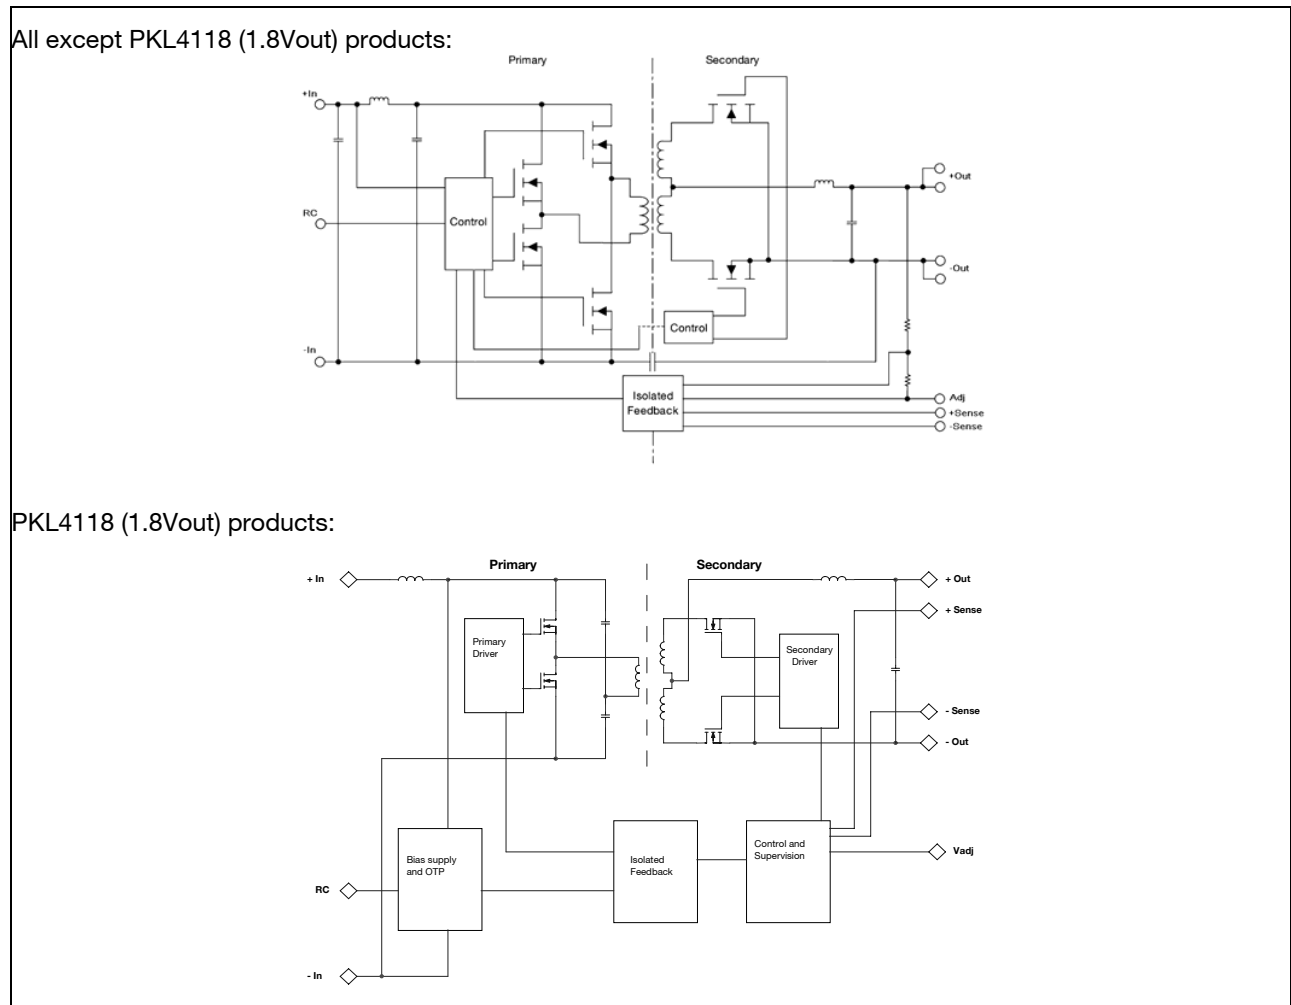 All except PKL4118 (1.8Vout) products:
Primary
Secondary
+In
+Out
RC
Control
-Out
Control
-In
Isolated
Feedback
Adj
+Sense
-Sense
PKL4118 (1.8Vout) products:
Primary
Secondary
+ In
+ Out
+ Sense
Primary
Driver
Secondary
Driver
- Sense
- Out
Bias supply
and OTP
Isolated
Feedback
Control and
Supervision
Vadj
RC
- In